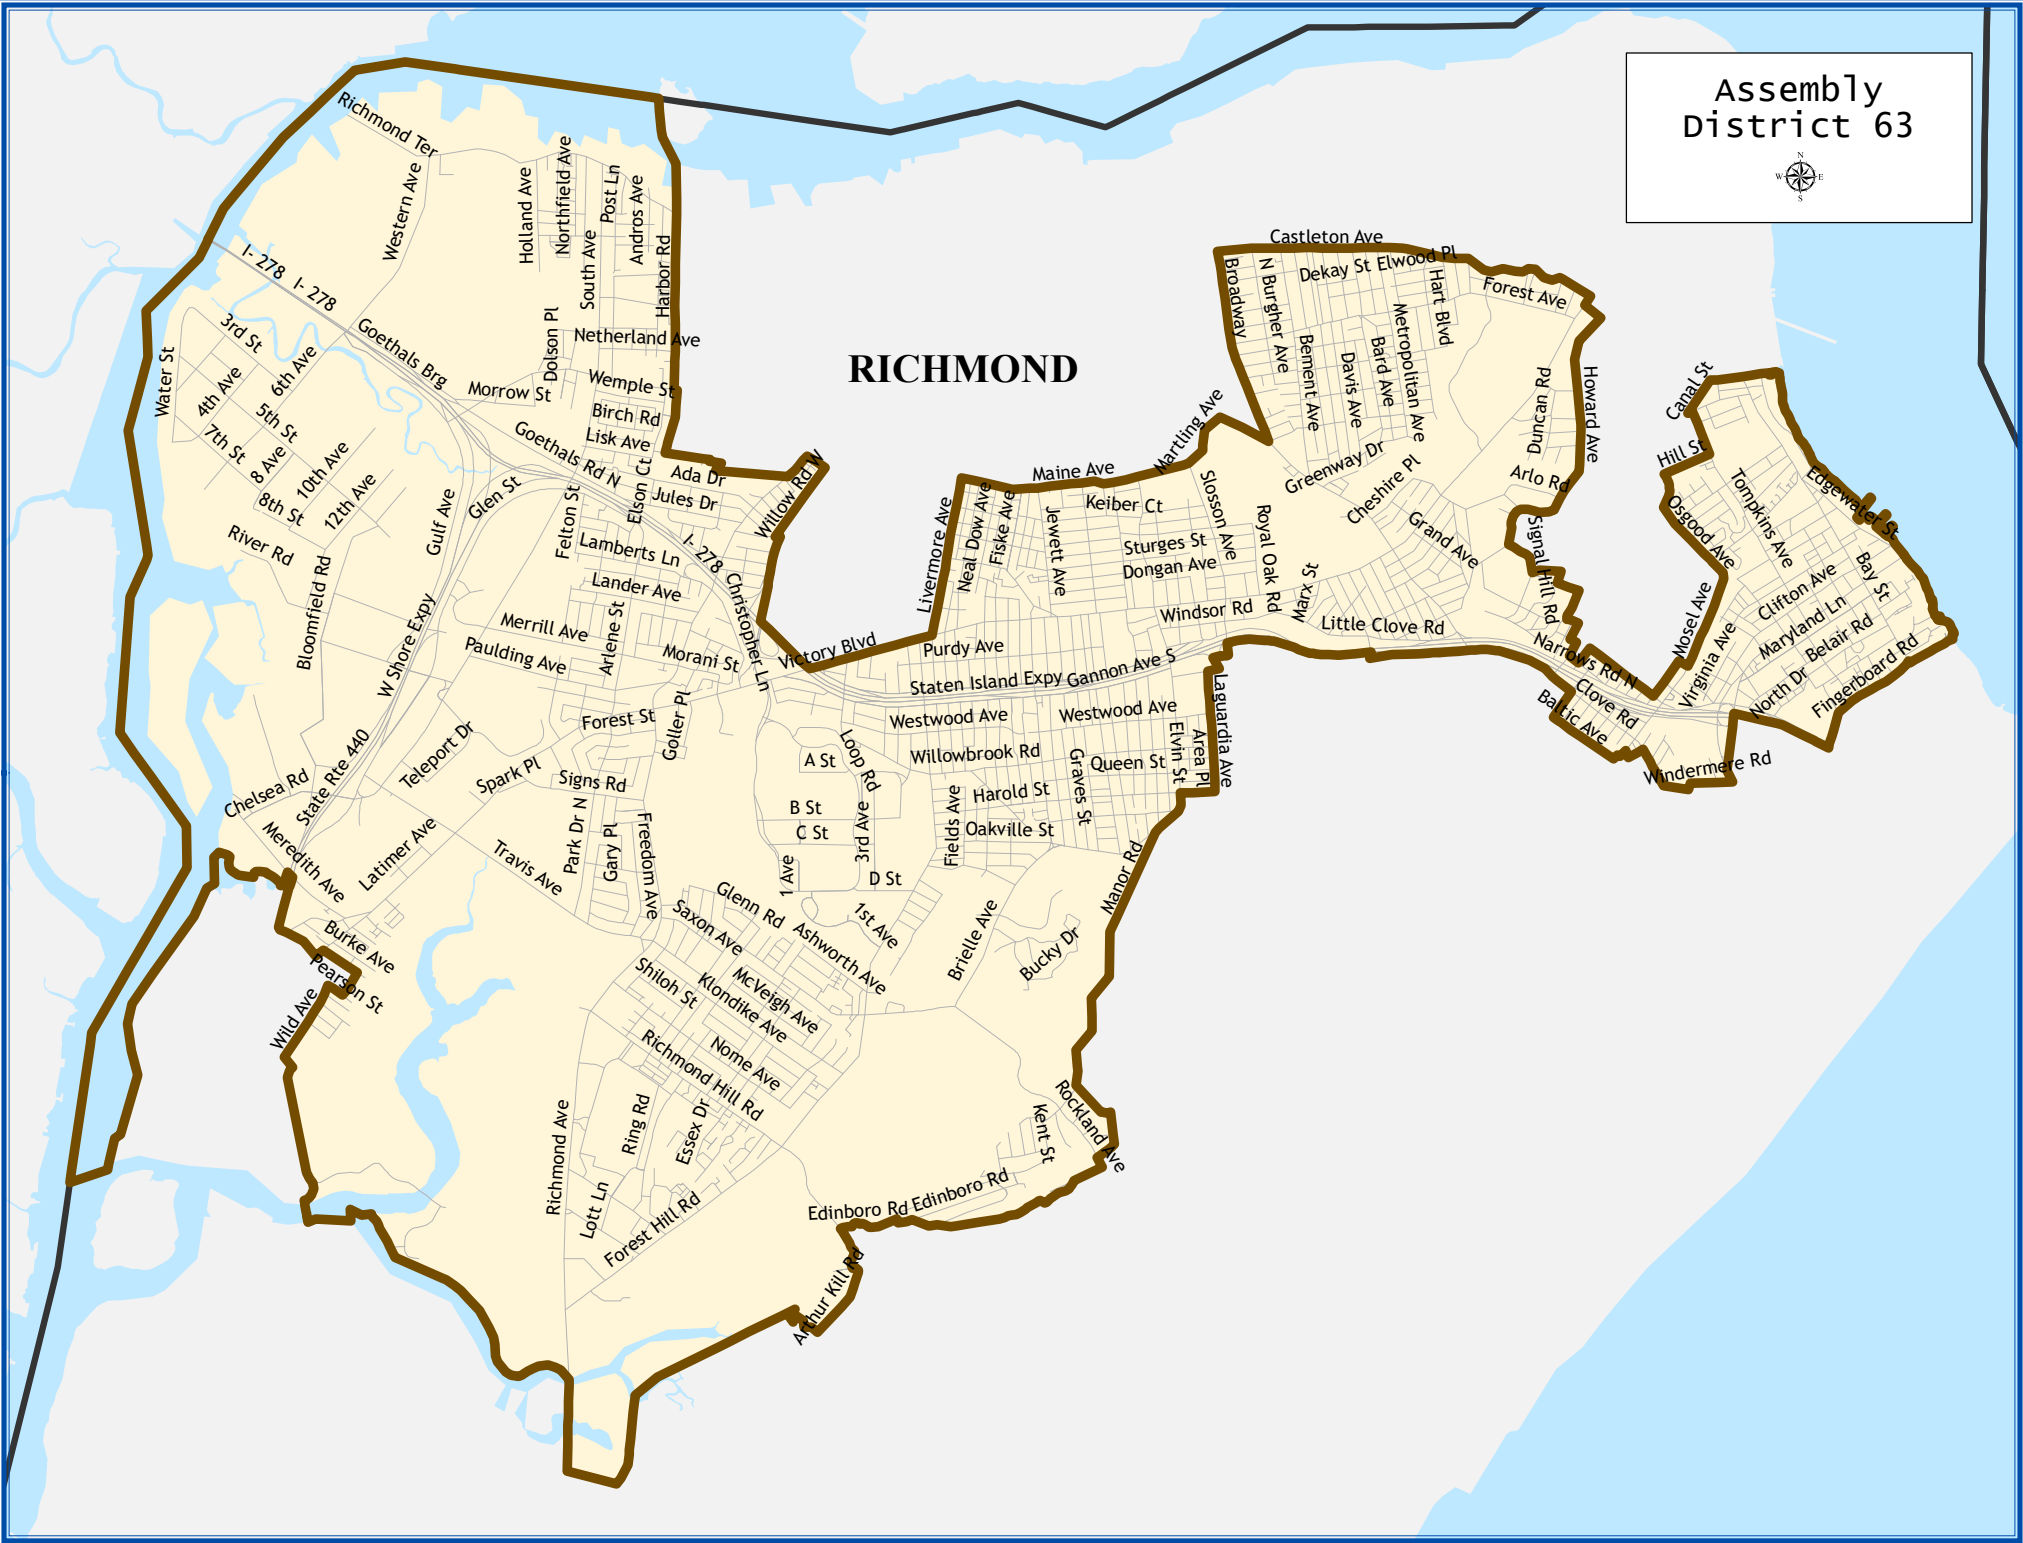 Assembly
District 63
N
W E
S
RICHMOND
Richmond Ter
Western Ave
Holland Ave
Northfield Ave
Post Ln
South Ave
Andros Ave
Harbor Rd
I- 278
I- 278
Goethals Brg
Dolson Pl
Netherland Ave
Wemple St
Morrow St
Birch Rd
Lisk Ave
Water St
3rd St
6th Ave
4th Ave
5th St
7th St
8 Ave
10th Ave
8th St
12th Ave
River Rd
Bloomfield Rd
Gulf Ave
Glen St
Goethals Rd N
Elson Ct
Ada Dr
Jules Dr
Willow Rd W
Felton St
Lamberts Ln
I- 278
Lander Ave
Christopher Ln
Merrill Ave
Arlene St
Paulding Ave
Morani St
Victory Blvd
W Shore Expy
Forest St
Goller Pl
State Rte 440
Teleport Dr
Spark Pl
Signs Rd
Chelsea Rd
Meredith Ave
Latimer Ave
Travis Ave
Park Dr N
Gary Pl
Freedom Ave
Burke Ave
Pearson St
Wild Ave
Castleton Ave
Dekay St
Elwood Pl
Broadway
N Burgher Ave
Hart Blvd
Forest Ave
Metropolitan Ave
Bement Ave
Davis Ave
Bard Ave
Duncan Rd
Howard Ave
Martling Ave
Maine Ave
Greenway Dr
Cheshire Pl
Arlo Rd
Keiber Ct
Slosson Ave
Livermore Ave
Neal Dow Ave
Fiske Ave
Jewett Ave
Sturges St
Dongan Ave
Royal Oak Rd
Grand Ave
Signal Hill Rd
Marx St
Windsor Rd
Little Clove Rd
Purdy Ave
Staten Island Expy
Gannon Ave S
Narrows Rd N
Clove Rd
Baltic Ave
Westwood Ave
Westwood Ave
Laguardia Ave
Loop Rd
A St
Willowbrook Rd
Queen St
Elvin St
Area Pl
Graves St
Harold St
Fields Ave
Oakville St
B St
C St
3rd Ave
1 Ave
D St
1st Ave
Manor Rd
Brielle Ave
Bucky Dr
Glenn Rd
Ashworth Ave
Saxon Ave
Shiloh St
Klondike Ave
McVeigh Ave
Nome Ave
Richmond Hill Rd
Richmond Ave
Ring Rd
Essex Dr
Lott Ln
Forest Hill Rd
Rockland Ave
Kent St
Edinboro Rd
Edinboro Rd
Arthur Kill Rd
Canal St
Hill St
Osgood Ave
Tompkins Ave
Edgewater St
Bay St
Clifton Ave
Maryland Ln
Belair Rd
Mosel Ave
Virginia Ave
North Dr
Fingerboard Rd
Windermere Rd